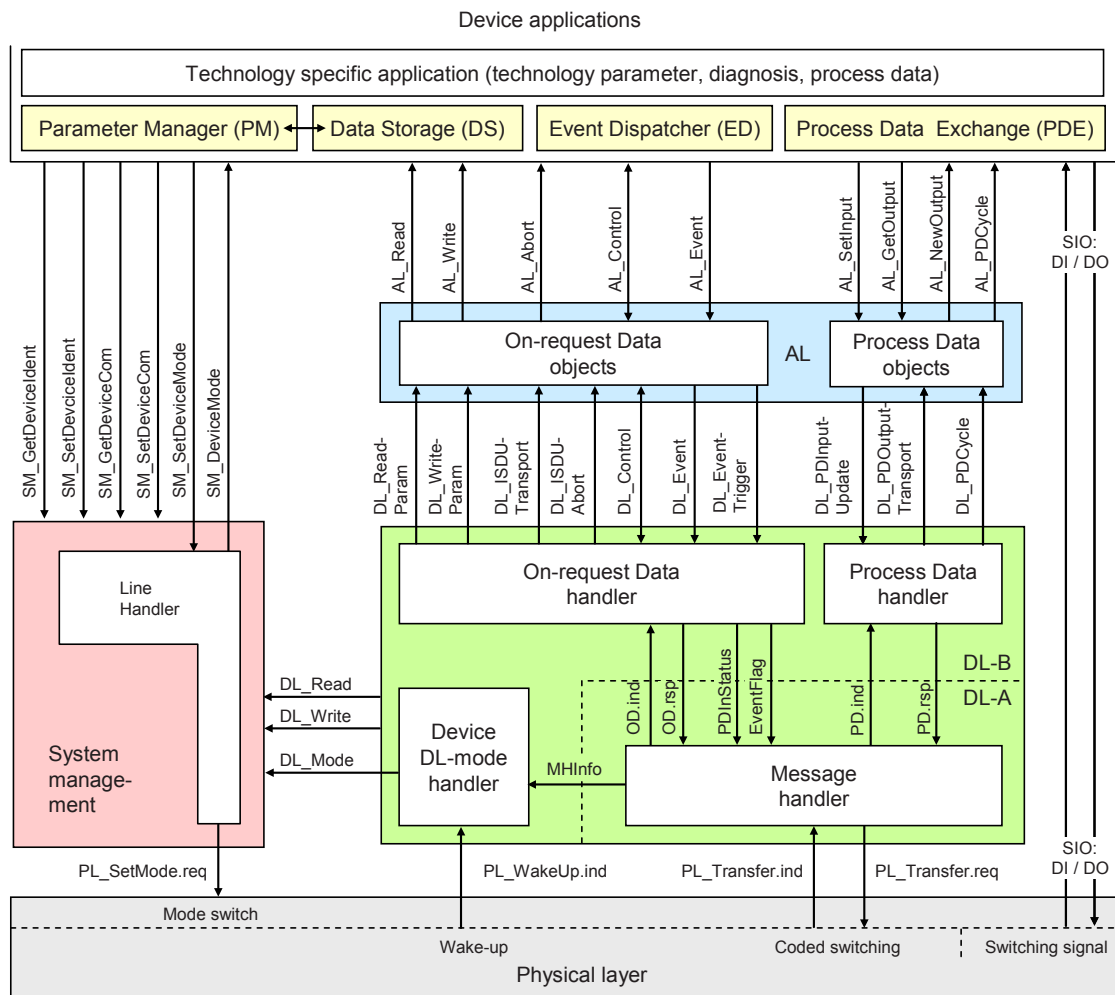 Device applications
Technology specific application (technology parameter, diagnosis, process data)
Parameter Manager (PM)
Data Storage (DS)
Event Dispatcher (ED)
Process Data Exchange (PDE)
SM_GetDeviceIdent
SM_SetDevciceIdent
SM_GetDeviceCom
SM_SetDeviceCom
SM_SetDeviceMode
SM_DeviceMode
AL_Read
AL_Write
AL_Abort
AL_Control
AL_Event
AL_SetInput
AL_GetOutput
AL_NewOutput
AL_PDCycle
SIO:
DI / DO
On-request Data
objects
AL
Process Data
objects
DL_Read-
Param
DL_Write-
Param
DL_ISDU-
Transport
DL_ISDU-
Abort
DL_Control
DL_Event
DL_Event-
Trigger
DL_PDInput-
Update
DL_PDOutput-
Transport
DL_PDCycle
Line
Handler
On-request Data
handler
Process Data
handler
DL-B
DL-A
OD.ind
OD.rsp
PDInStatus
EventFlag
PD.ind
PD.rsp
DL_Read
DL_Write
DL_Mode
System
manage-
ment
Device
DL-mode
handler
MHInfo
Message
handler
PL_SetMode.req
PL_WakeUp.ind
PL_Transfer.ind
PL_Transfer.req
SIO:
DI / DO
Mode switch
Wake-up
Coded switching
Switching signal
Physical layer